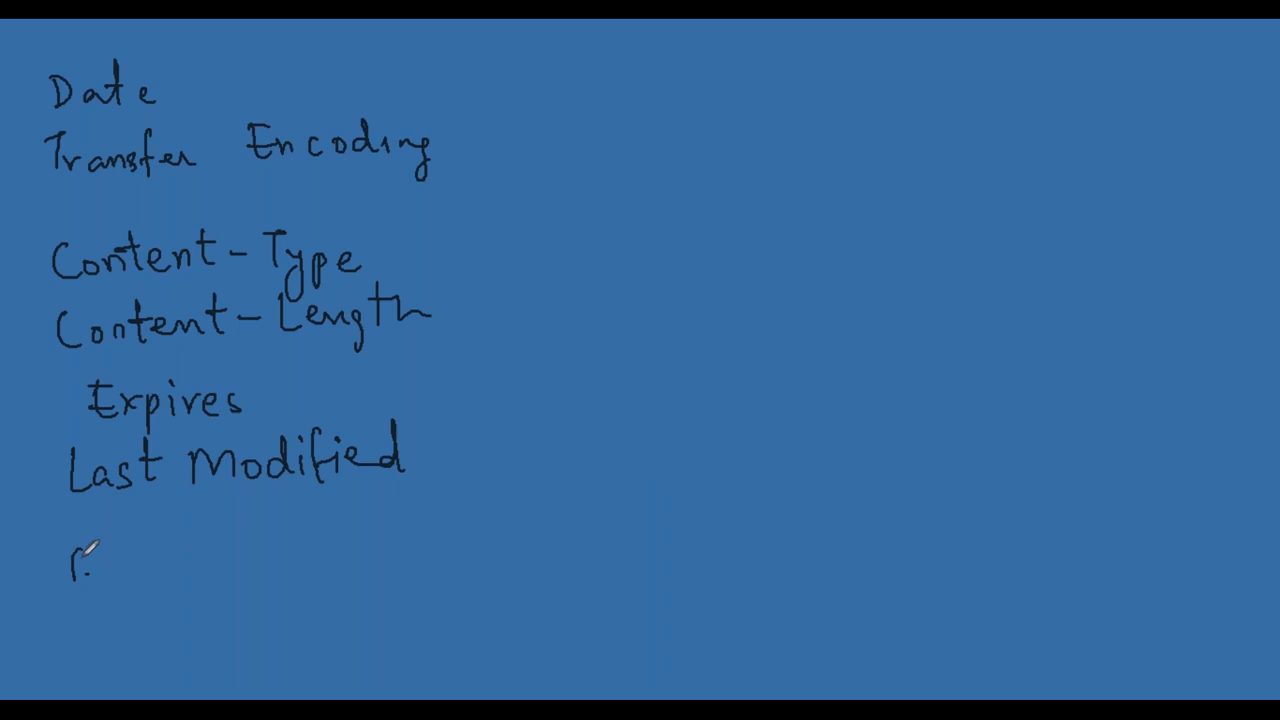 Date
Transfer Encoding
Content-Type
Content-Length
Expires
Last Modified